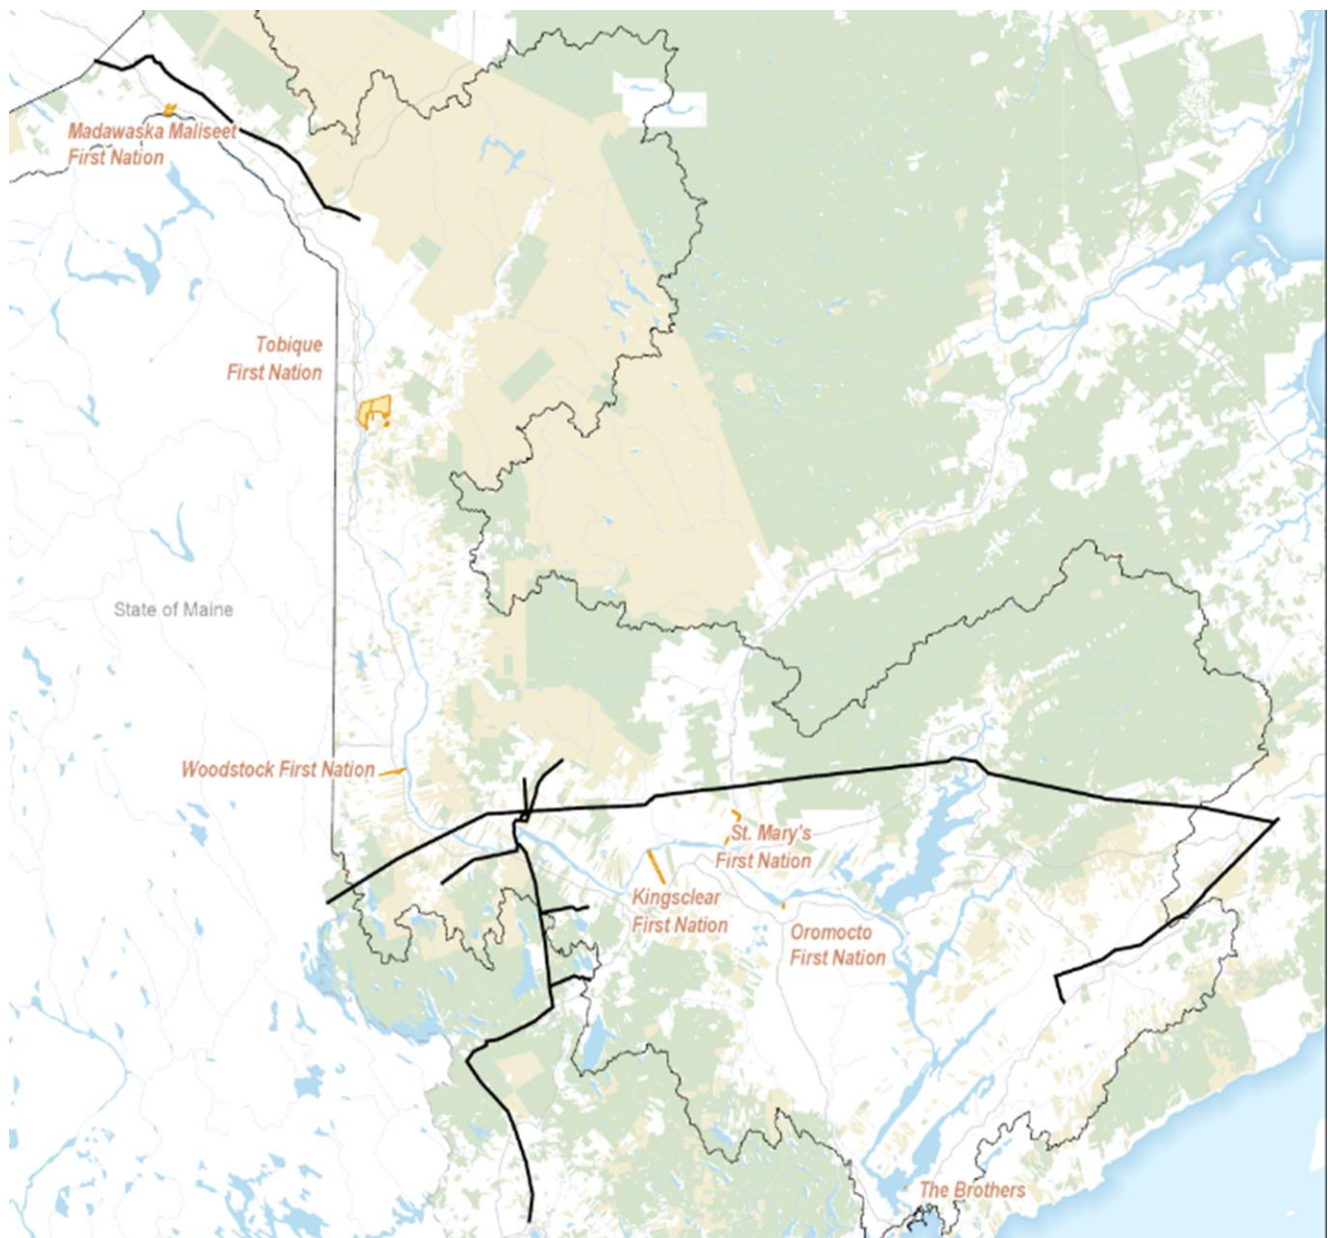 Madawaska Maliseet
First Nation
Tobique
First Nation
State of Maine
Woodstock First Nation
St. Mary's
First Nation
Kingsclear
First Nation
Oromocto
First Nation
The Brothers